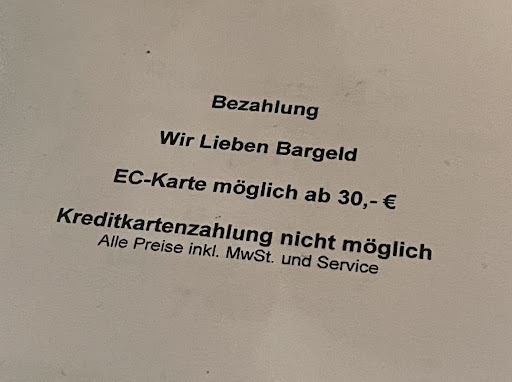 Bezahlung
Wir Lieben Bargeld
EC-Karte möglich ab 30,- €
Kreditkartenzahlung nicht möglich
Alle Preise inkl. MwSt. und Service